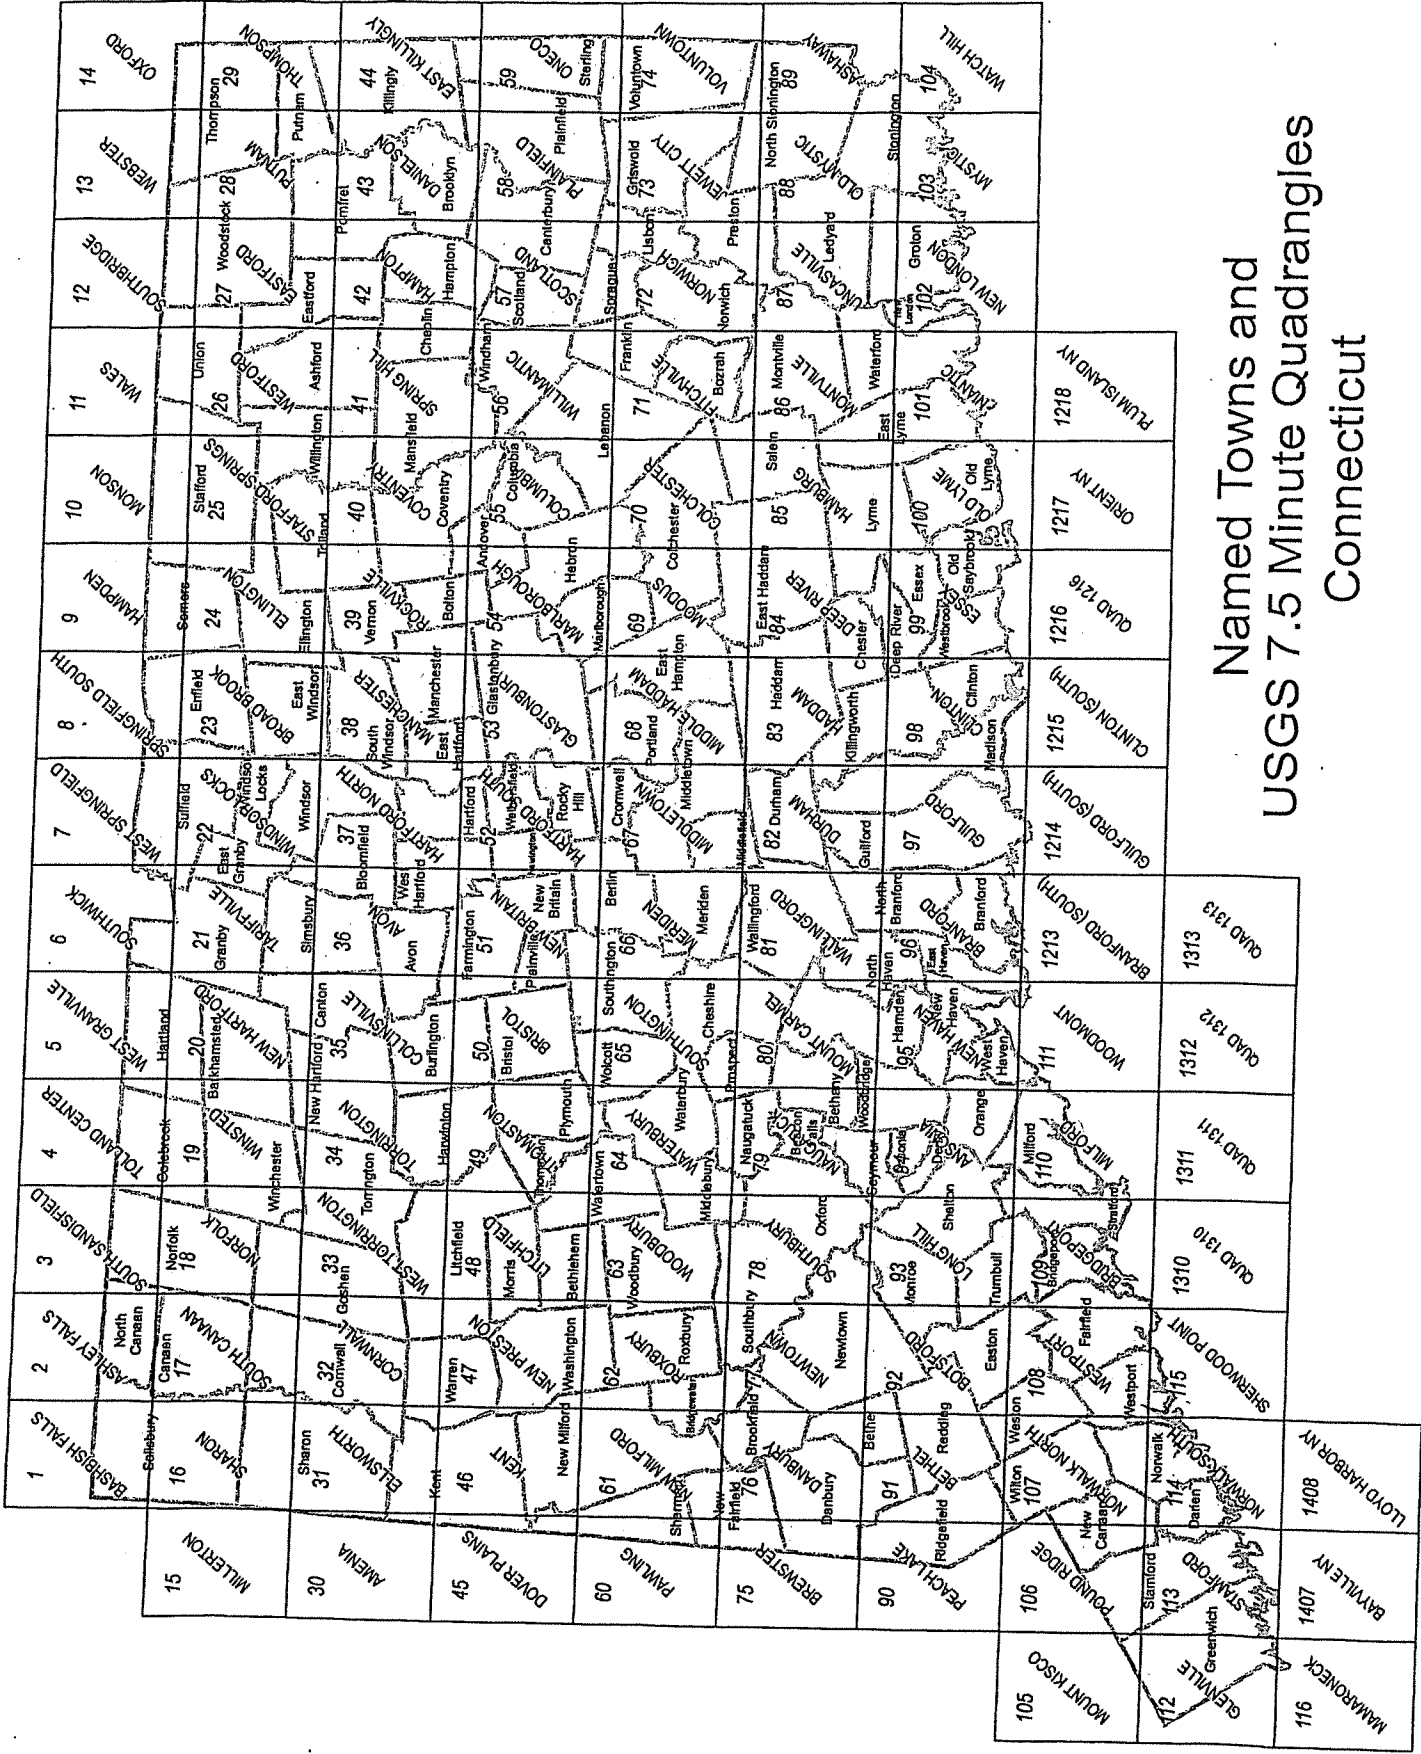 Named Towns and
USGS 7.5 Minute Quadrangles
Connecticut
1
BASHBISH FALLS
2
ASHLEY FALLS
3
SOUTH SANDISFIELD
4
TOLLAND CENTER
5
WEST GRANVILLE
6
SOUTHWICK
7
WEST SPRINGFIELD
8
SPRINGFIELD SOUTH
9
HAMPDEN
10
MONSON
11
WALES
12
SOUTHBRIDGE
13
WEBSTER
14
OXFORD
North
Canaan
15
MILLERTON
Salisbury
16
SHARON
Canaan
17
SOUTH CANAAN
Norfolk
18
NORFOLK
Colebrook
19
WINSTED
Winchester
Hartland
20
Barkhamsted
NEW HARTFORD
21
Granby
TARIFFVILLE
Suffield
22
East
Granby
WINDSOR LOCKS
Windsor
Locks
Windsor
Enfield
23
BROAD BROOK
East
Windsor
Somers
24
ELLINGTON
Ellington
Stafford
25
STAFFORD SPRINGS
Tolland
Willington
Union
26
WESTFORD
Ashford
27
Woodstock
EASTFORD
Eastford
28
PUTNAM
Thompson
29
THOMPSON
Putnam
30
AMENIA
Sharon
31
ELLSWORTH
32
Cornwall
CORNWALL
33
Goshen
WEST TORRINGTON
34
TORRINGTON
Torrington
New Hartford
Canton
35
COLLINSVILLE
Burlington
Simsbury
36
AVON
Avon
37
Bloomfield
HARTFORD NORTH
West
Hartford
38
South
Windsor
MANCHESTER
Manchester
East
Hartford
39
Vernon
ROCKVILLE
Bolton
40
COVENTRY
Coventry
Mansfield
41
SPRING HILL
Chaplin
42
HAMPTON
Hampton
Pomfret
43
DANIELSON
Brooklyn
44
Killingly
EAST KILLINGLY
45
DOVER PLAINS
Kent
46
KENT
New Milford
Warren
47
NEW PRESTON
Washington
Litchfield
48
LITCHFIELD
Morris
Bethlehem
Harwinton
49
THOMASTON
Thomaston
Plymouth
50
Bristol
BRISTOL
Farmington
51
NEW BRITAIN
New
Britain
Plainville
Hartford
52
Wethersfield
HARTFORD SOUTH
Newington
Rocky
Hill
53
Glastonbury
GLASTONBURY
54
MARLBOROUGH
Hebron
Andover
55
Columbia
COLUMBIA
Windham
56
WILLIMANTIC
57
Scotland
SCOTLAND
58
Canterbury
PLAINFIELD
Plainfield
59
ONECO
Sterling
60
PAWLING
61
NEW MILFORD
Sherman
Bridgewater
62
ROXBURY
Roxbury
63
Woodbury
WOODBURY
Watertown
64
WATERBURY
Waterbury
Middlebury
Wolcott
65
SOUTHINGTON
Southington
Cheshire
66
MERIDEN
Meriden
Berlin
67
Cromwell
MIDDLETOWN
Middletown
68
Portland
MIDDLE HADDAM
East
Hampton
Marlborough
69
MOODUS
70
Colchester
COLCHESTER
Lebanon
71
FITCHVILLE
Bozrah
Franklin
Sprague
72
NORWICH
Norwich
Lisbon
Griswold
73
JEWETT CITY
Preston
Voluntown
74
VOLUNTOWN
75
BREWSTER
New
Fairfield
76
DANBURY
Danbury
Brookfield
77
NEWTOWN
Newtown
Southbury
78
SOUTHBURY
Oxford
Naugatuck
79
NAUGATUCK
Beacon
Falls
Bethany
Prospect
80
MOUNT CARMEL
Woodbridge
Wallingford
81
WALLINGFORD
Middlefield
82
Durham
DURHAM
83
Haddam
HADDAM
Killingworth
84
East Haddam
DEEP RIVER
Chester
85
HAMBURG
Lyme
Salem
86
Montville
MONTVILLE
87
UNCASVILLE
Ledyard
88
OLD MYSTIC
North Stonington
89
ASHAWAY
90
PEACH LAKE
Ridgefield
91
BETHEL
Bethel
Redding
92
BOTSFORD
Easton
93
Monroe
LONG HILL
Trumbull
Shelton
Seymour
Ansonia
Derby
ANSONIA
Orange
95
Hamden
NEW HAVEN
New
Haven
West
Haven
North
Haven
96
North
Branford
East
Haven
BRANFORD
Branford
97
Guilford
GUILFORD
98
CLINTON
Clinton
Madison
99
Deep River
Essex
ESSEX
Westbrook
Old
Saybrook
100
OLD LYME
Old
Lyme
East
Lyme
101
NIANTIC
Waterford
New
London
102
NEW LONDON
Groton
103
MYSTIC
Stonington
104
WATCH HILL
105
MOUNT KISCO
106
POUND RIDGE
Wilton
107
NORWALK NORTH
New
Canaan
Weston
108
WESTPORT
Westport
Fairfield
109
Bridgeport
BRIDGEPORT
Stratford
110
Milford
MILFORD
111
WOODMONT
1213
BRANFORD (SOUTH)
1214
GUILFORD (SOUTH)
1215
CLINTON (SOUTH)
1216
QUAD 1216
1217
ORIENT NY
1218
PLUM ISLAND NY
112
GLENVILLE
Greenwich
113
Stamford
STAMFORD
114
Norwalk
Darien
NORWALK SOUTH
115
SHERWOOD POINT
1310
QUAD 1310
1311
QUAD 1311
1312
QUAD 1312
1313
QUAD 1313
116
MAMARONECK
1407
BAYVILLE NY
1408
LLOYD HARBOR NY